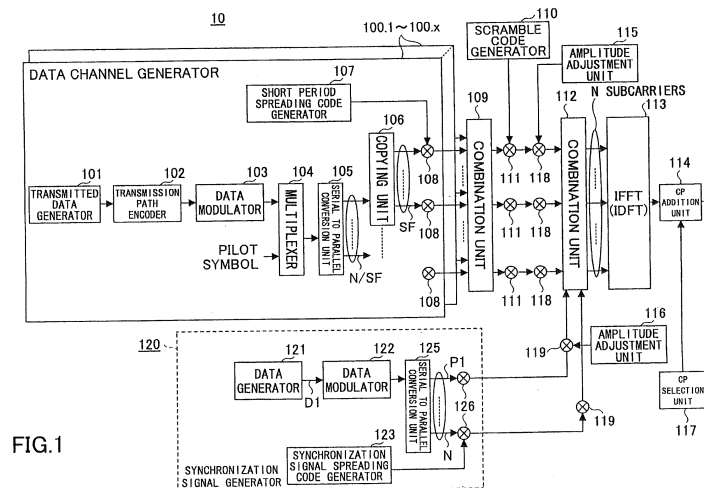 10
100.1~100.x
110
SCRAMBLE CODE
GENERATOR
115
AMPLITUDE
ADJUSTMENT
UNIT
N SUBCARRIERS
DATA CHANNEL GENERATOR
107
SHORT PERIOD
SPREADING CODE
GENERATOR
106
COPYING UNIT
109
COMBINATION UNIT
112
COMBINATION UNIT
113
IFFT
(IDFT)
114
CP
ADDITION
UNIT
101
TRANSMITTED
DATA
GENERATOR
102
TRANSMISSION
PATH
ENCODER
103
DATA
MODULATOR
104
MULTIPLEXER
105
SERIAL TO PARALLEL
CONVERSION UNIT
PILOT
SYMBOL
N/SF
SF
108
108
108
111
118
111
118
111
118
116
AMPLITUDE
ADJUSTMENT
UNIT
119
119
CP
SELECTION
UNIT
117
120
121
DATA
GENERATOR
D1
122
DATA
MODULATOR
125
SERIAL TO PARALLEL
CONVERSION UNIT
P1
126
N
123
SYNCHRONIZATION
SIGNAL SPREADING
CODE GENERATOR
SYNCHRONIZATION
SIGNAL GENERATOR
FIG.1